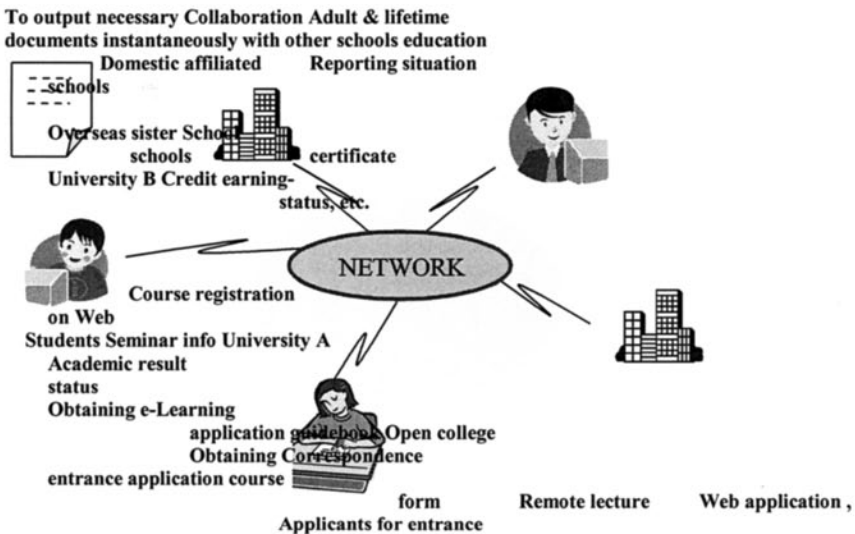 To output necessary Collaboration Adult & lifetime
documents instantaneously with other schools education
Domestic affiliated Reporting situation
schools
Overseas sister School
schools certificate
University B Credit earning-
status, etc.
NETWORK
Course registration
on Web
Students Seminar info University A
Academic result
status
Obtaining e-Learning
application guidebook Open college
Obtaining Correspondence
entrance application course
form Remote lecture Web application ,
Applicants for entrance